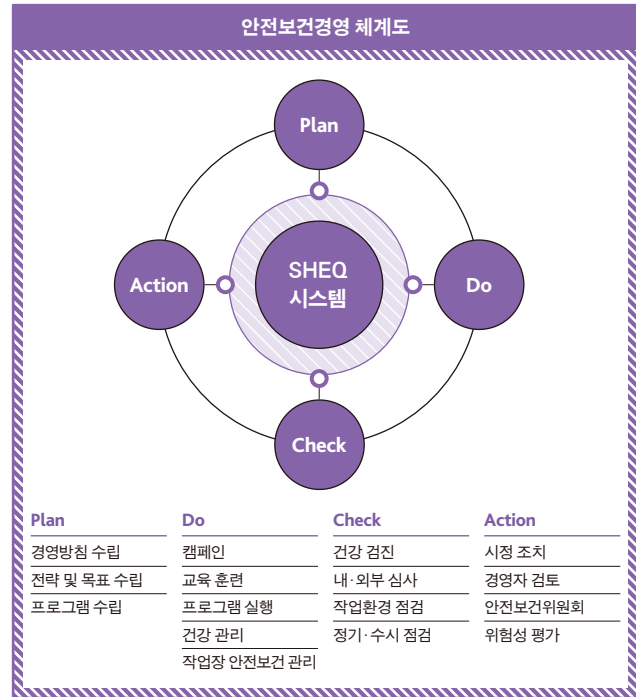 안전보건경영 체계도
Plan
Action
SHEQ
시스템
Do
Check
Plan
경영방침 수립
전략 및 목표 수립
프로그램 수립
Do
캠페인
교육 훈련
프로그램 실행
건강 관리
작업장 안전보건 관리
Check
건강 검진
내·외부 심사
작업환경 점검
정기·수시 점검
Action
시정 조치
경영자 검토
안전보건위원회
위험성 평가